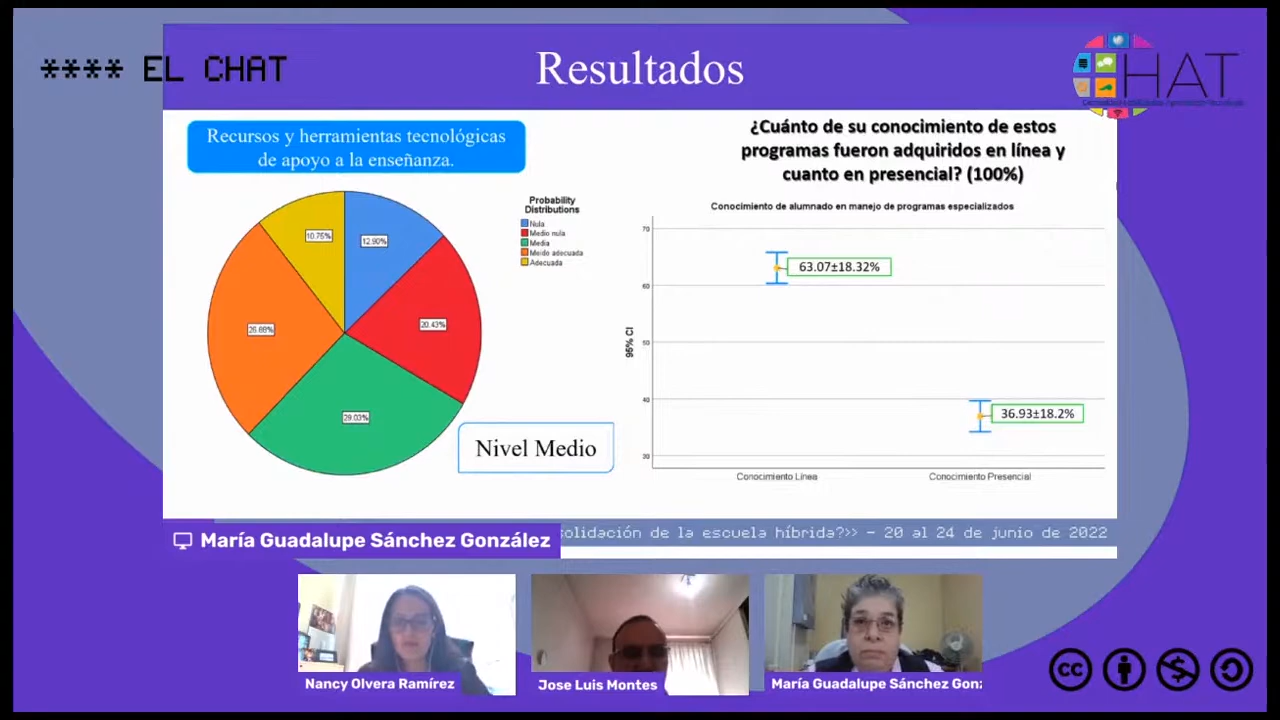 **** EL CHAT
Resultados
HAT
Recursos y herramientas tecnológicas
de apoyo a la enseñanza.
¿Cuánto de su conocimiento de estos
programas fueron adquiridos en línea y
cuanto en presencial? (100%)
Probability
Distributions
Nula
Medio nula
Media
Meido adecuada
Adecuada
10.75%
12.90%
20.43%
26.88%
29.03%
Nivel Medio
Conocimiento de alumnado en manejo de programas especializados
70
60
50
40
30
95% CI
63.07±18.32%
36.93±18.2%
Conocimiento Línea
Conocimiento Presencial
María Guadalupe Sánchez González
solidación de la escuela híbrida?>> - 20 al 24 de junio de 2022
Nancy Olvera Ramírez
Jose Luis Montes
María Guadalupe Sánchez Gonz
cc